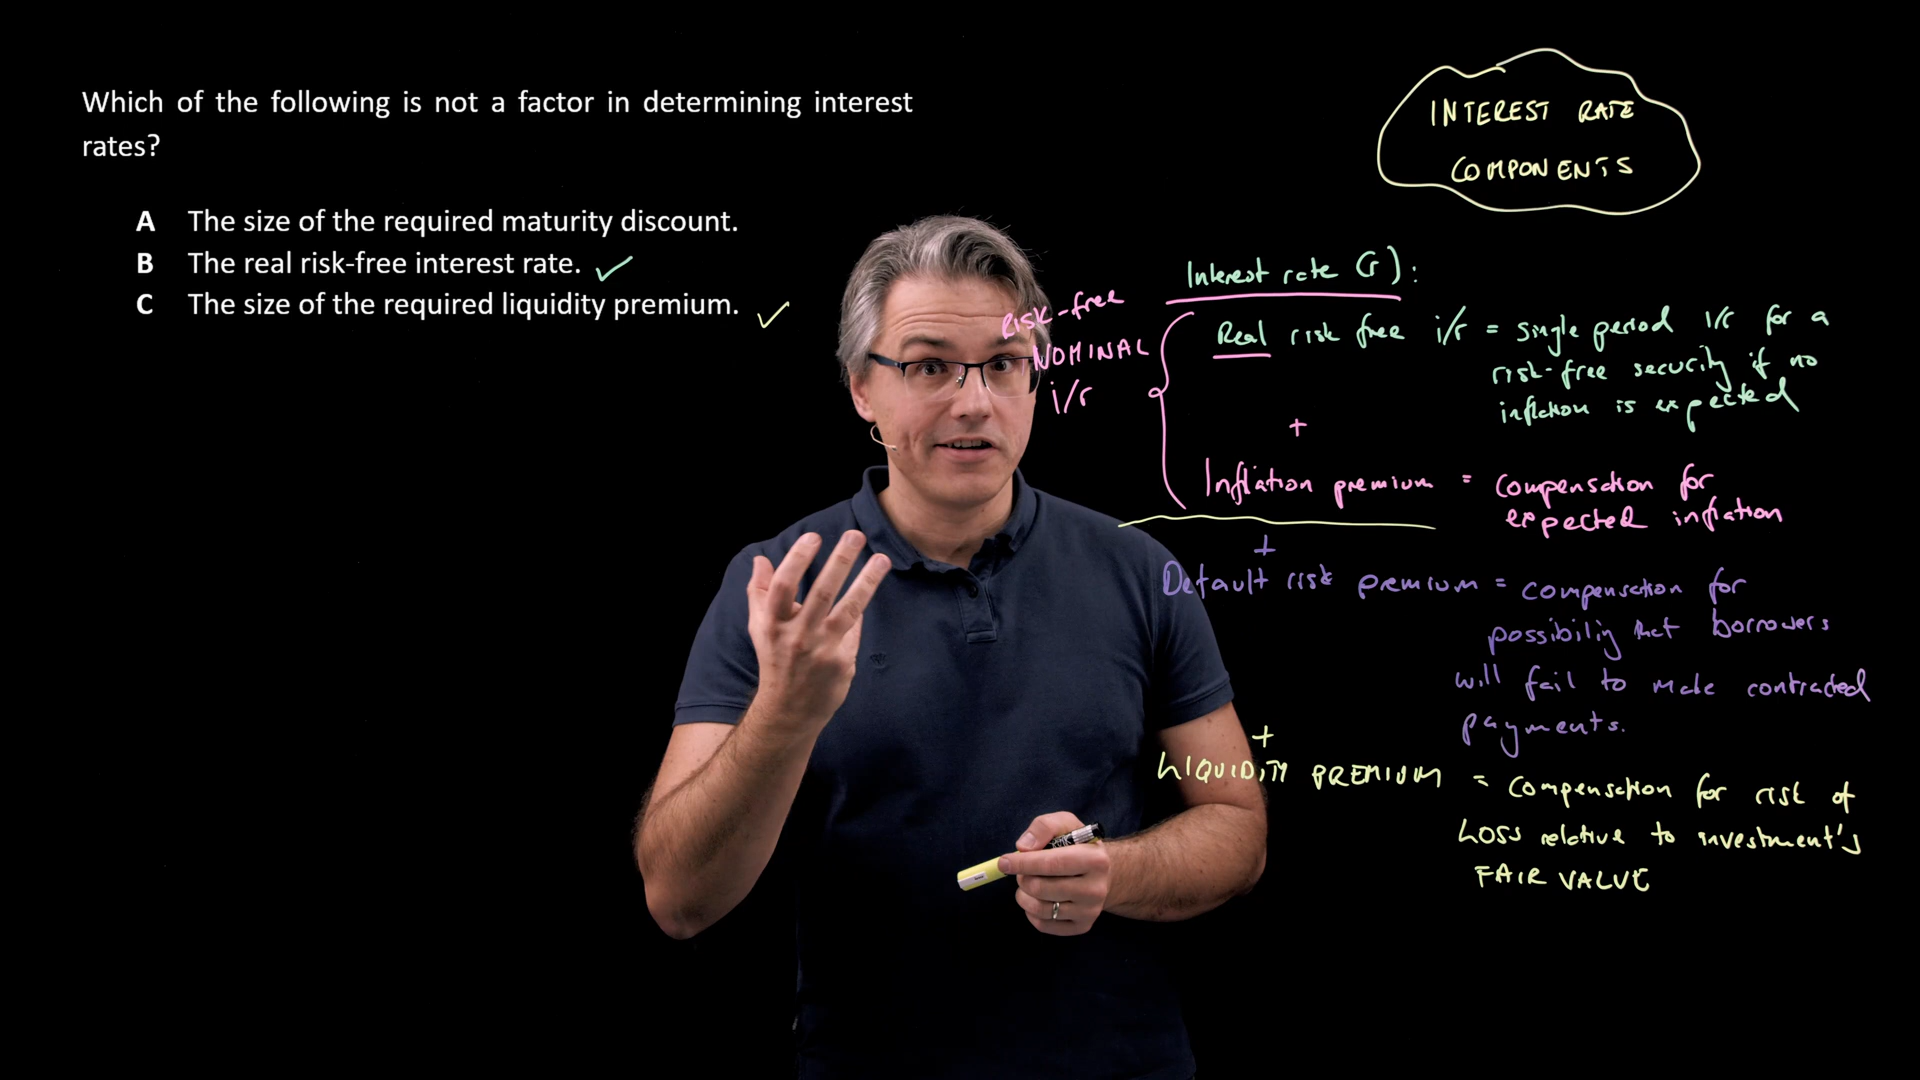 Which of the following is not a factor in determining interest
rates?
A The size of the required maturity discount.
B The real risk-free interest rate. ✓
C The size of the required liquidity premium. ✓
INTEREST RATE
COMPONENTS
Interest rate (r):
Risk-free
NOMINAL
i/r
Real risk free i/r = single period i/r for a
risk-free security if no
inflation is expected
+
Inflation premium = compensation for
expected inflation
+
Default risk premium = compensation for
possibiliy that borrowers
will fail to make contracted
payments.
+
LIQUIDITY PREMIUM = compensation for risk of
LOSS relative to investment's
FAIR VALUE